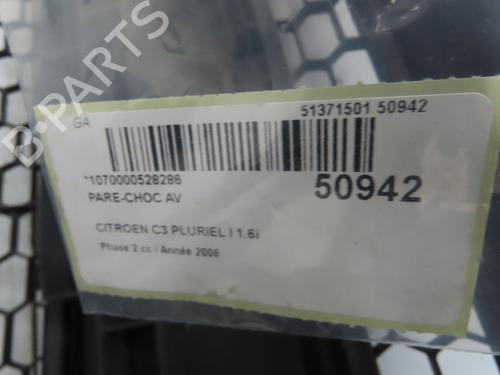 B-PARTS
GA
51371501 50942
*1070000528286
50942
PARE-CHOC AV
CITROEN C3 PLURIEL I 1.6i
Phase 2 cc / Année 2006